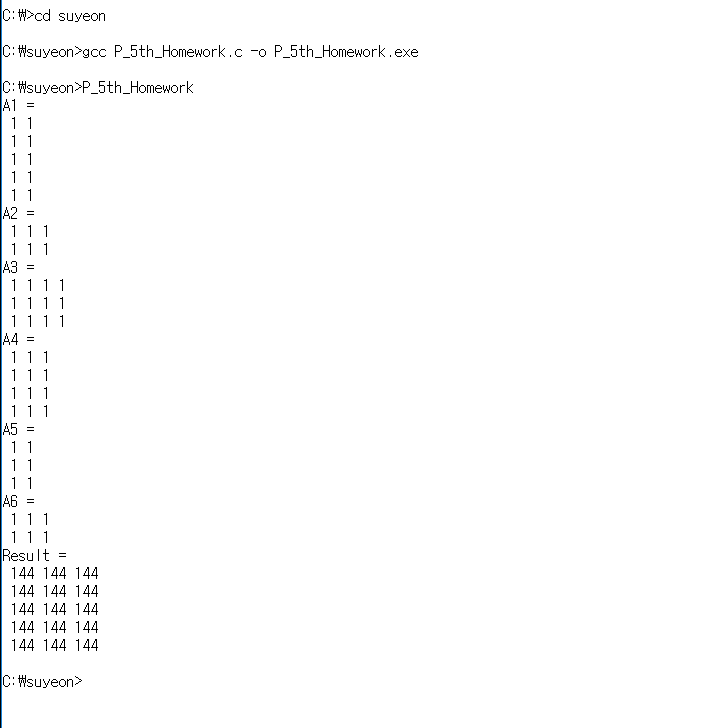 C:₩>cd suyeon
C:₩suyeon>gcc P_5th_Homework.c -o P_5th_Homework.exe
C:₩suyeon>P_5th_Homework
A1 =
1 1
1 1
1 1
1 1
1 1
A2 =
1 1 1
1 1 1
A3 =
1 1 1 1
1 1 1 1
1 1 1 1
A4 =
1 1 1
1 1 1
1 1 1
1 1 1
A5 =
1 1
1 1
1 1
A6 =
1 1 1
1 1 1
Result =
144 144 144
144 144 144
144 144 144
144 144 144
144 144 144
C:₩suyeon>